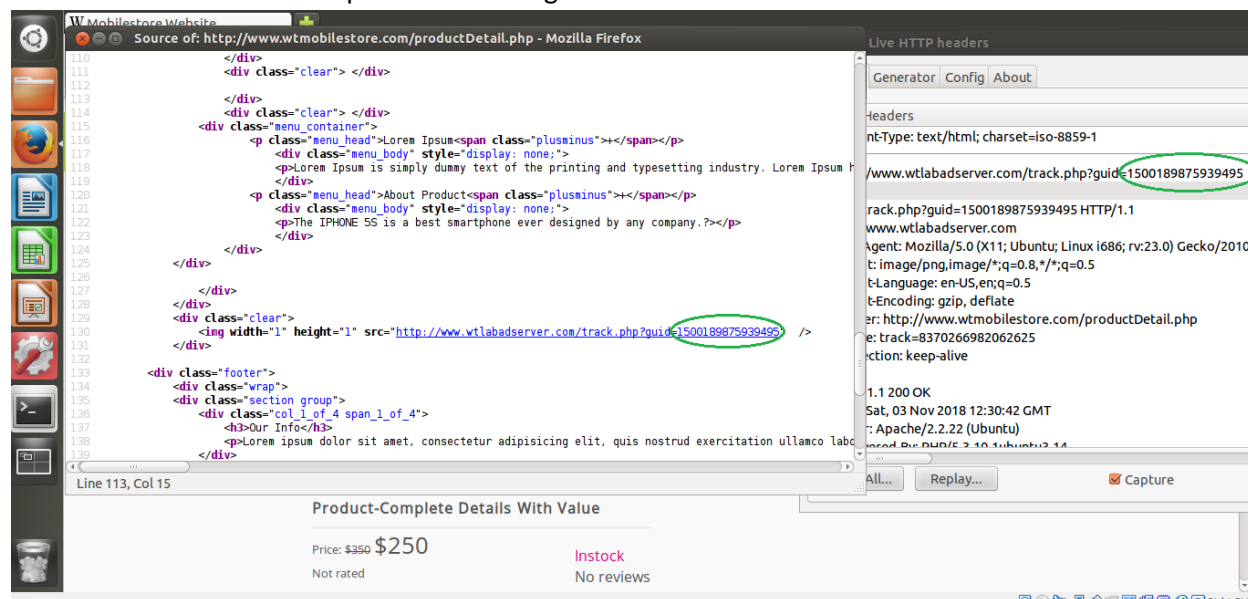 W Mobilestore Website
Source of: http://www.wtmobilestore.com/productDetail.php - Mozilla Firefox
110 </div>
111 <div class="clear"> </div>
112
113 </div>
114 <div class="clear"> </div>
115 <div class="menu_container">
116 <p class="menu_head">Lorem Ipsum<span class="plusminus">+</span></p>
117 <div class="menu_body" style="display: none;">
118 <p>Lorem Ipsum is simply dummy text of the printing and typesetting industry. Lorem Ipsum h
119 </div>
120 <p class="menu_head">About Product<span class="plusminus">+</span></p>
121 <div class="menu_body" style="display: none;">
122 <p>The IPHONE 5S is a best smartphone ever designed by any company.?></p>
123 </div>
124 </div>
125 </div>
126
127 </div>
128 </div>
129 <div class="clear">
130 <img width="1" height="1" src="http://www.wtlabadserver.com/track.php?guid=1500189875939495" />
131 </div>
132
133 <div class="footer">
134 <div class="wrap">
135 <div class="section group">
136 <div class="col_1_of_4 span_1_of_4">
137 <h3>Our Info</h3>
138 <p>Lorem ipsum dolor sit amet, consectetur adipisicing elit, quis nostrud exercitation ullamco labo
139 </div>
Line 113, Col 15
Live HTTP headers
Generator Config About
Headers
nt-Type: text/html; charset=iso-8859-1
/www.wtlabadserver.com/track.php?guid=1500189875939495
rack.php?guid=1500189875939495 HTTP/1.1
www.wtlabadserver.com
Agent: Mozilla/5.0 (X11; Ubuntu; Linux i686; rv:23.0) Gecko/2010
t: image/png,image/*;q=0.8,*/*;q=0.5
t-Language: en-US,en;q=0.5
t-Encoding: gzip, deflate
er: http://www.wtmobilestore.com/productDetail.php
e: track=8370266982062625
ction: keep-alive
1.1 200 OK
Sat, 03 Nov 2018 12:30:42 GMT
r: Apache/2.2.22 (Ubuntu)
All... Replay... Capture
Product-Complete Details With Value
Price: $350 $250
Instock
Not rated
No reviews